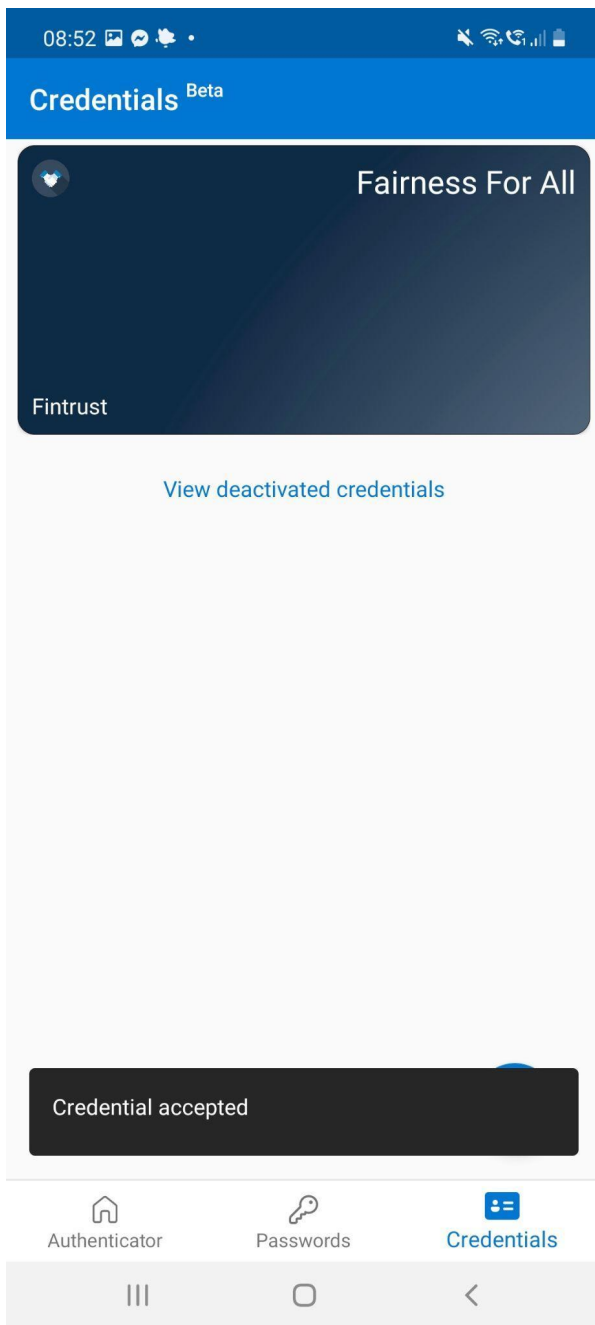 08:52
Credentials Beta
Fairness For All
Fintrust
View deactivated credentials
Credential accepted
Authenticator
Passwords
Credentials